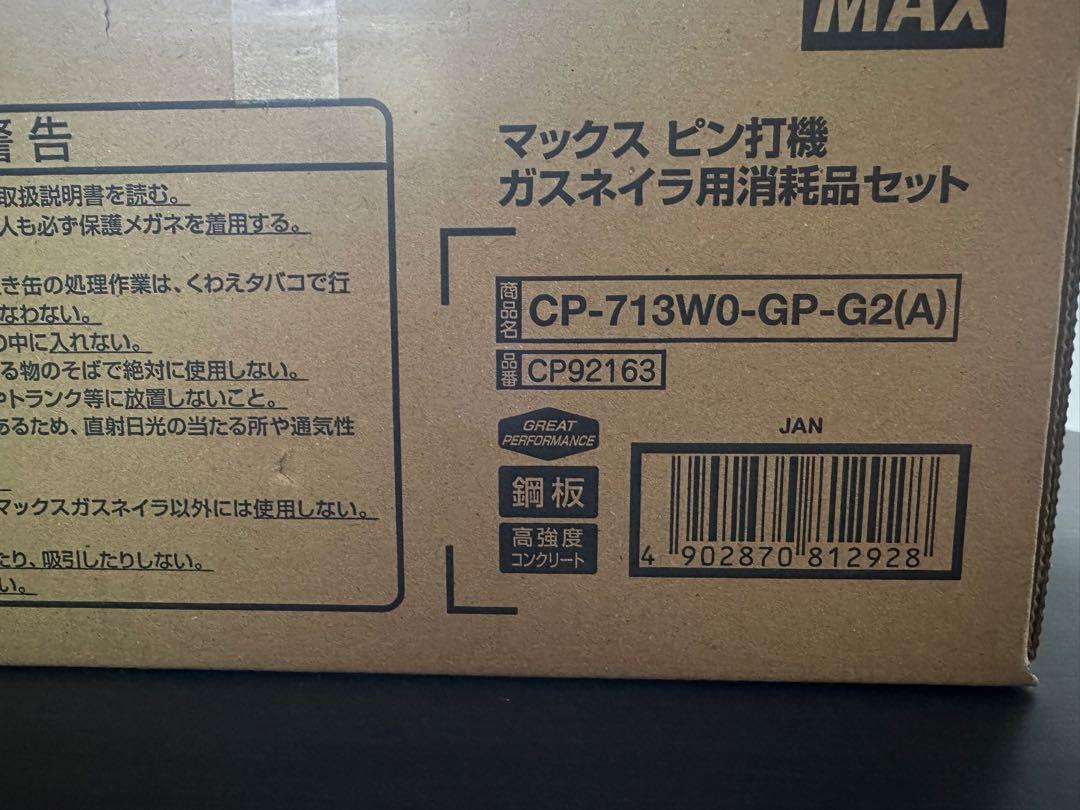 MAX
警告
取扱説明書を読む。
人も必ず保護メガネを着用する。
き缶の処理作業は、くわえタバコで行
なわない。
の中に入れない。
る物のそばで絶対に使用しない。
やトランク等に放置しないこと。
あるため、直射日光の当たる所や通気性
マックスガスネイラ以外には使用しない。
たり、吸引したりしない。
い。
マックス ピン打機
ガスネイラ用消耗品セット
商品名 CP-713W0-GP-G2(A)
品番 CP92163
GREAT
PERFORMANCE
鋼板
高強度
コンクリート
JAN
4 902870 812928